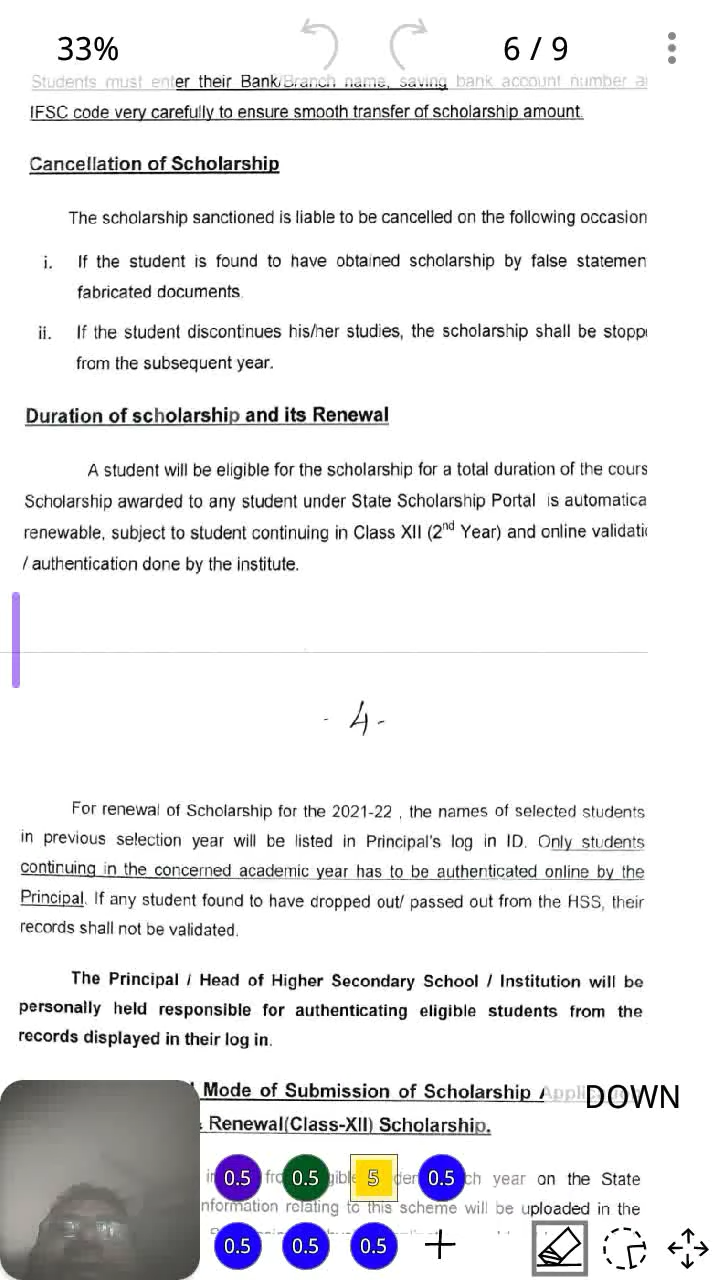 33%
6 / 9
Students must enter their Bank/Branch name, saving bank account number a
IFSC code very carefully to ensure smooth transfer of scholarship amount.
Cancellation of Scholarship
The scholarship sanctioned is liable to be cancelled on the following occasion
i. If the student is found to have obtained scholarship by false statemen
fabricated documents
ii. If the student discontinues his/her studies, the scholarship shall be stopp
from the subsequent year.
Duration of scholarship and its Renewal
A student will be eligible for the scholarship for a total duration of the cours
Scholarship awarded to any student under State Scholarship Portal is automatica
renewable, subject to student continuing in Class XII (2nd Year) and online validati
/ authentication done by the institute.
- 4 -
For renewal of Scholarship for the 2021-22 , the names of selected students
in previous selection year will be listed in Principal's log in ID. Only students
continuing in the concerned academic year has to be authenticated online by the
Principal. If any student found to have dropped out/ passed out from the HSS, their
records shall not be validated.
The Principal / Head of Higher Secondary School / Institution will be
personally held responsible for authenticating eligible students from the
records displayed in their log in.
Mode of Submission of Scholarship
DOWN
Renewal(Class-XII) Scholarship.
year on the State
0.5 0.5 5 0.5
relating to this scheme will be uploaded in the
0.5 0.5 0.5 +